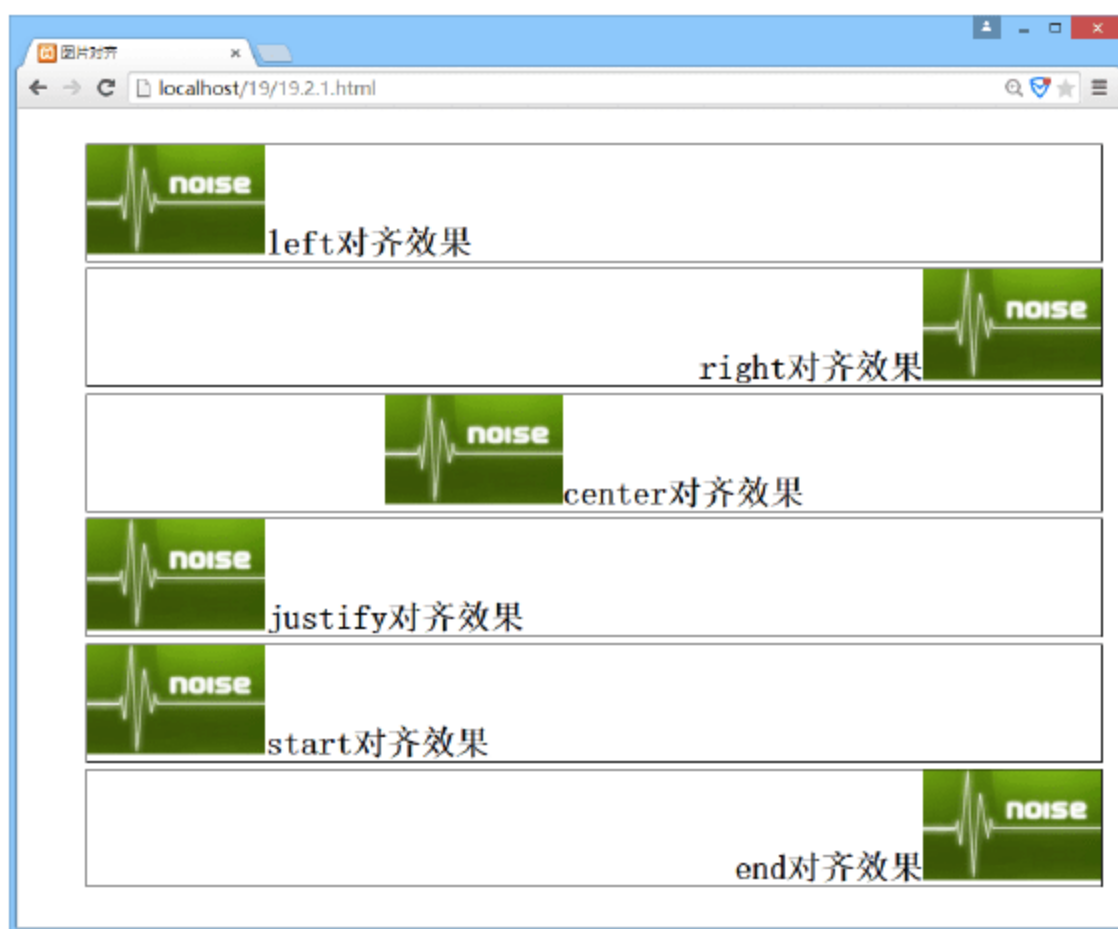 图片对齐
localhost/19/19.2.1.html
noise
left对齐效果
noise
right对齐效果
noise
center对齐效果
noise
justify对齐效果
noise
start对齐效果
noise
end对齐效果